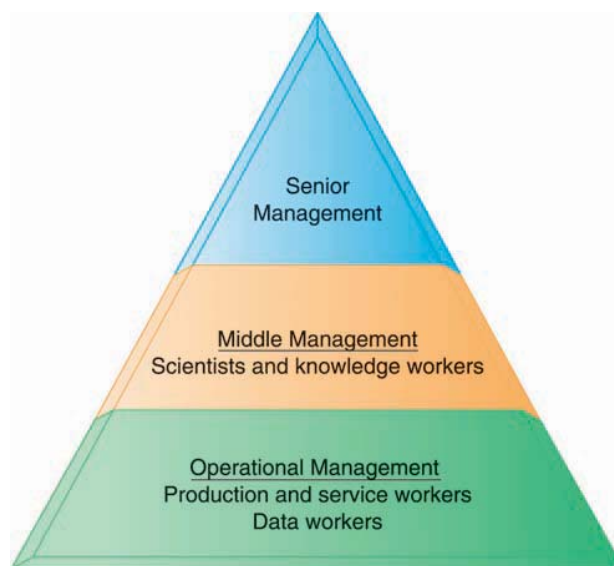 Senior
Management
Middle Management
Scientists and knowledge workers
Operational Management
Production and service workers
Data workers